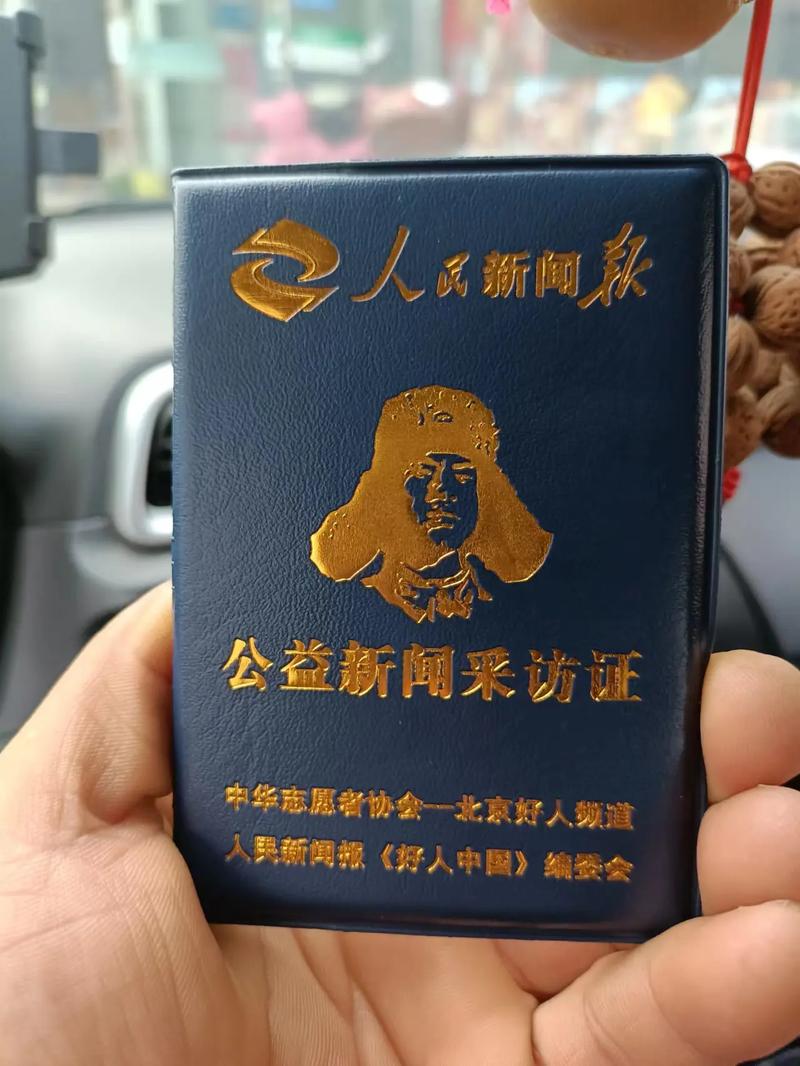 人民新闻报
公益新闻采访证
中华志愿者协会—北京好人频道
人民新闻报《好人中国》编委会